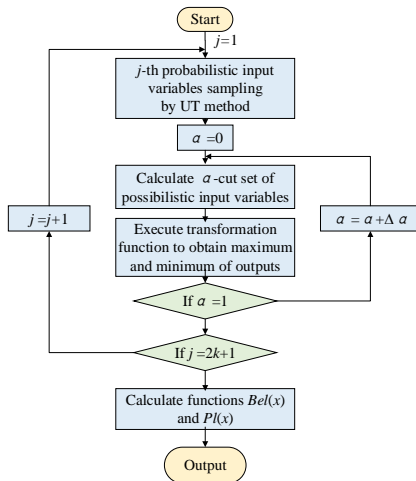 Start
j=1
j-th probabilistic input
variables sampling
by UT method
α=0
Calculate α-cut set of
possibilistic input variables
j=j+1
α = α+Δ α
Execute transformation
function to obtain maximum
and minimum of outputs
If α=1
If j=2k+1
Calculate functions Bel(x)
and Pl(x)
Output